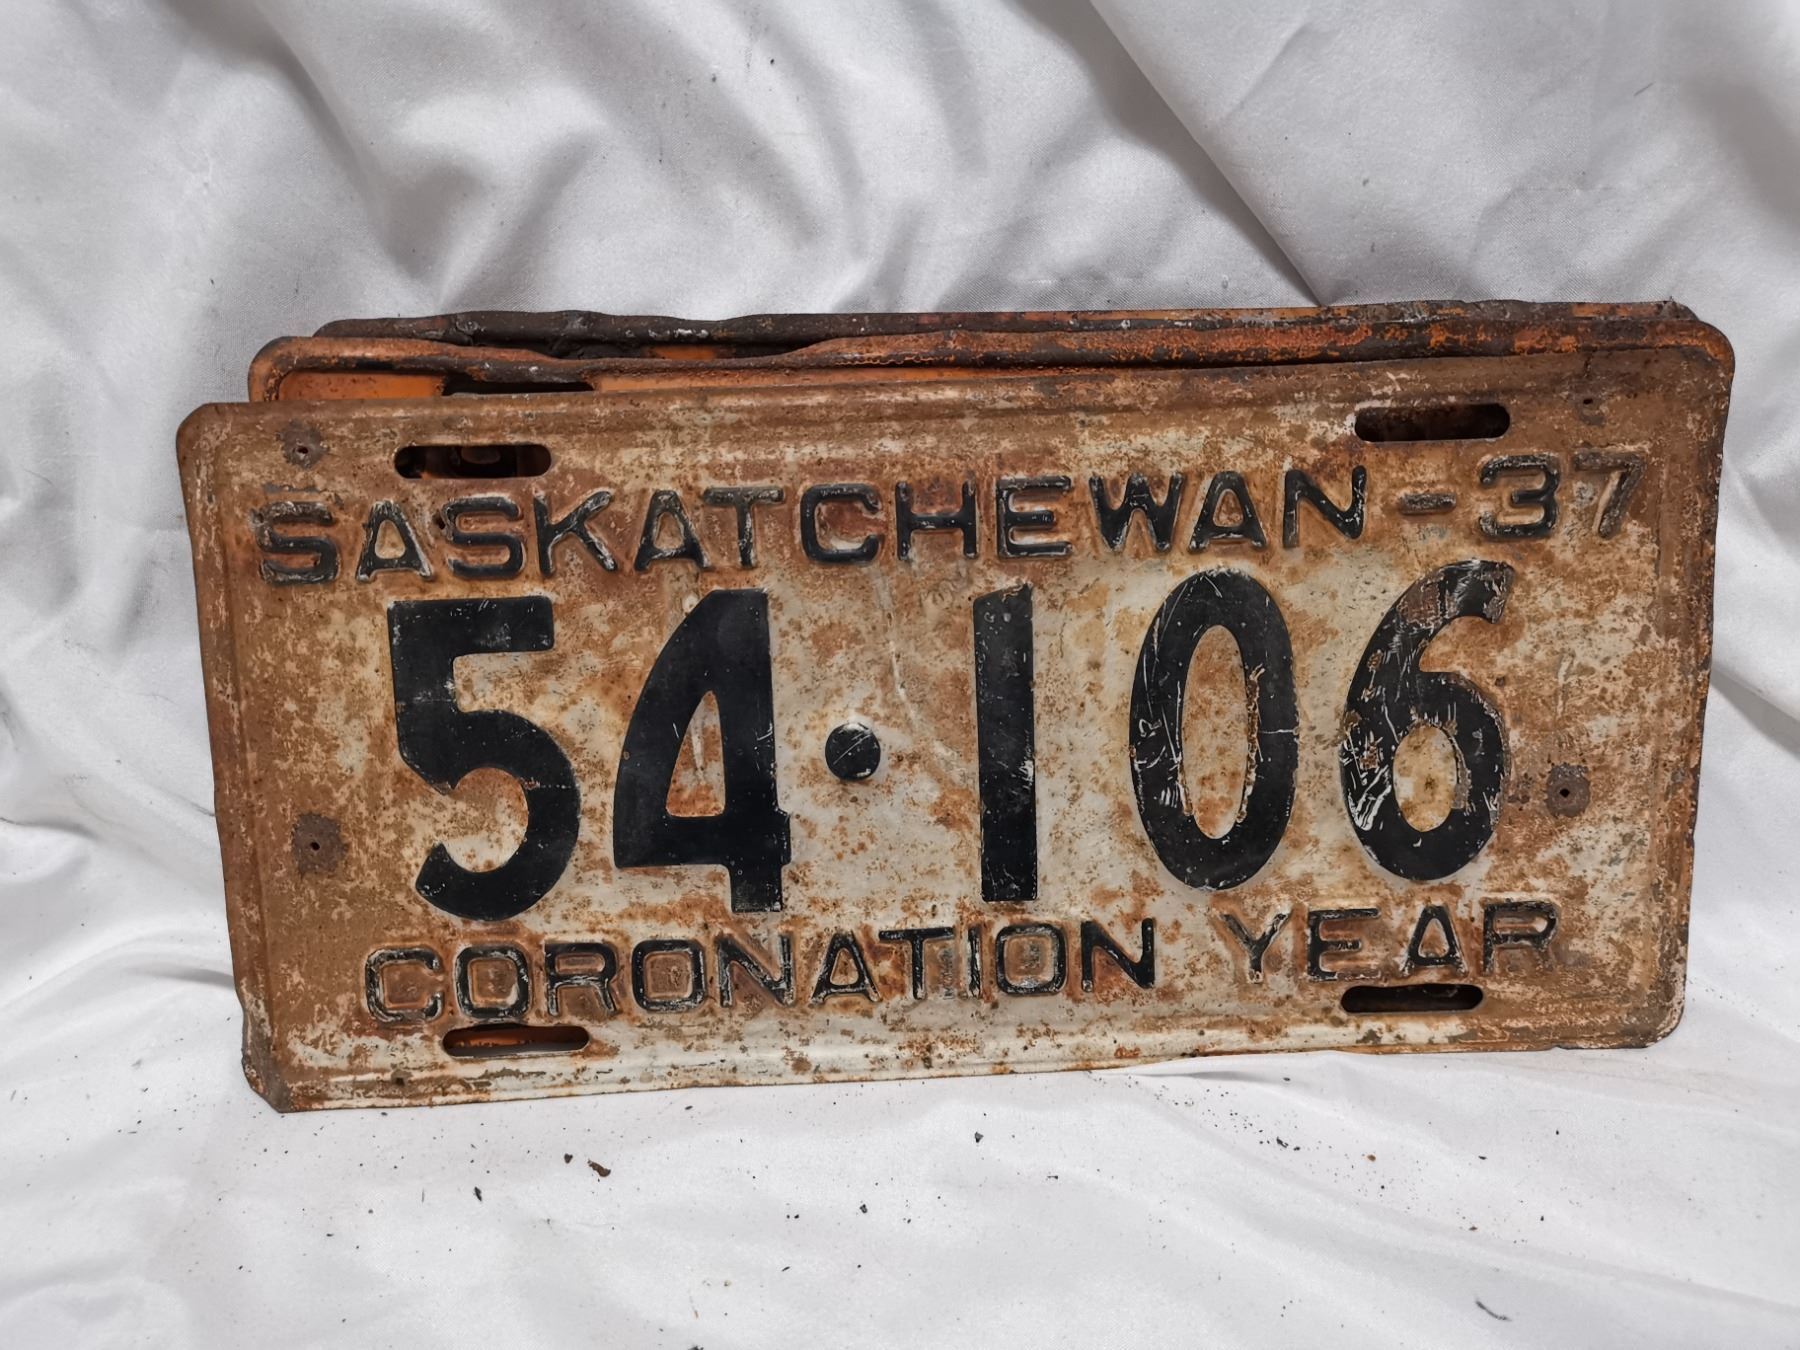 SASKATCHEWAN-37
54·106
CORONATION YEAR